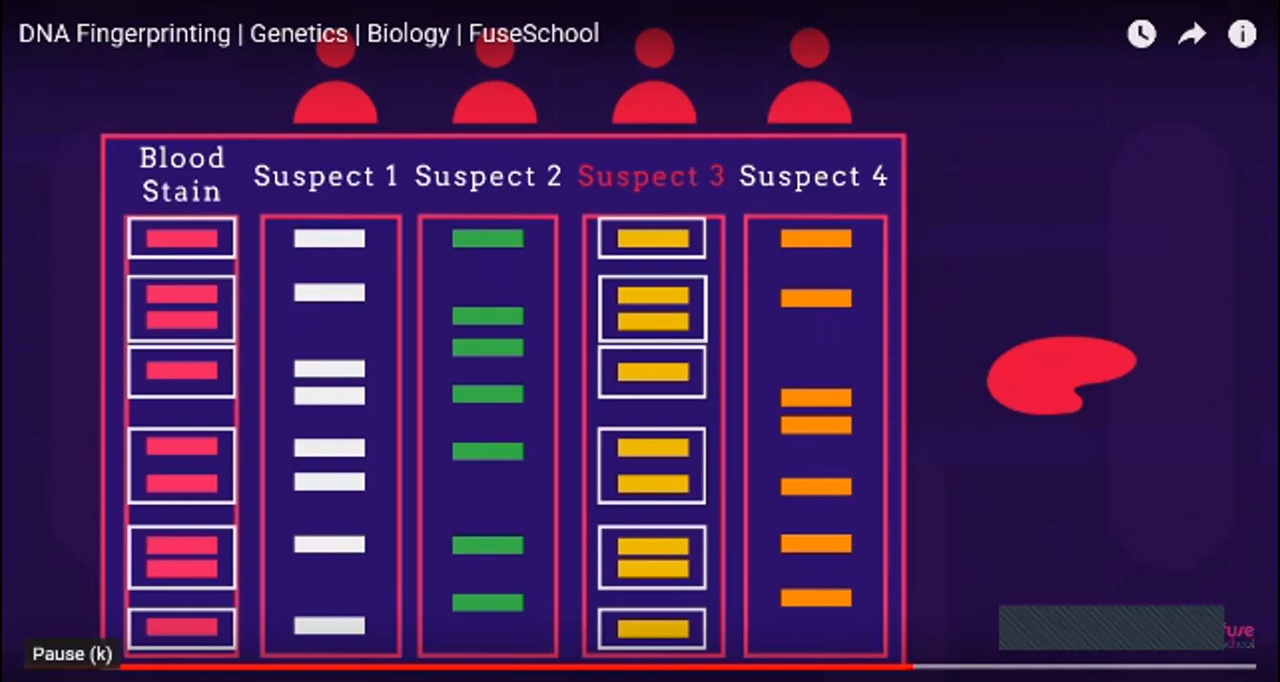 DNA Fingerprinting | Genetics | Biology | FuseSchool
Blood
Stain
Suspect 1
Suspect 2
Suspect 3
Suspect 4
Pause (k)